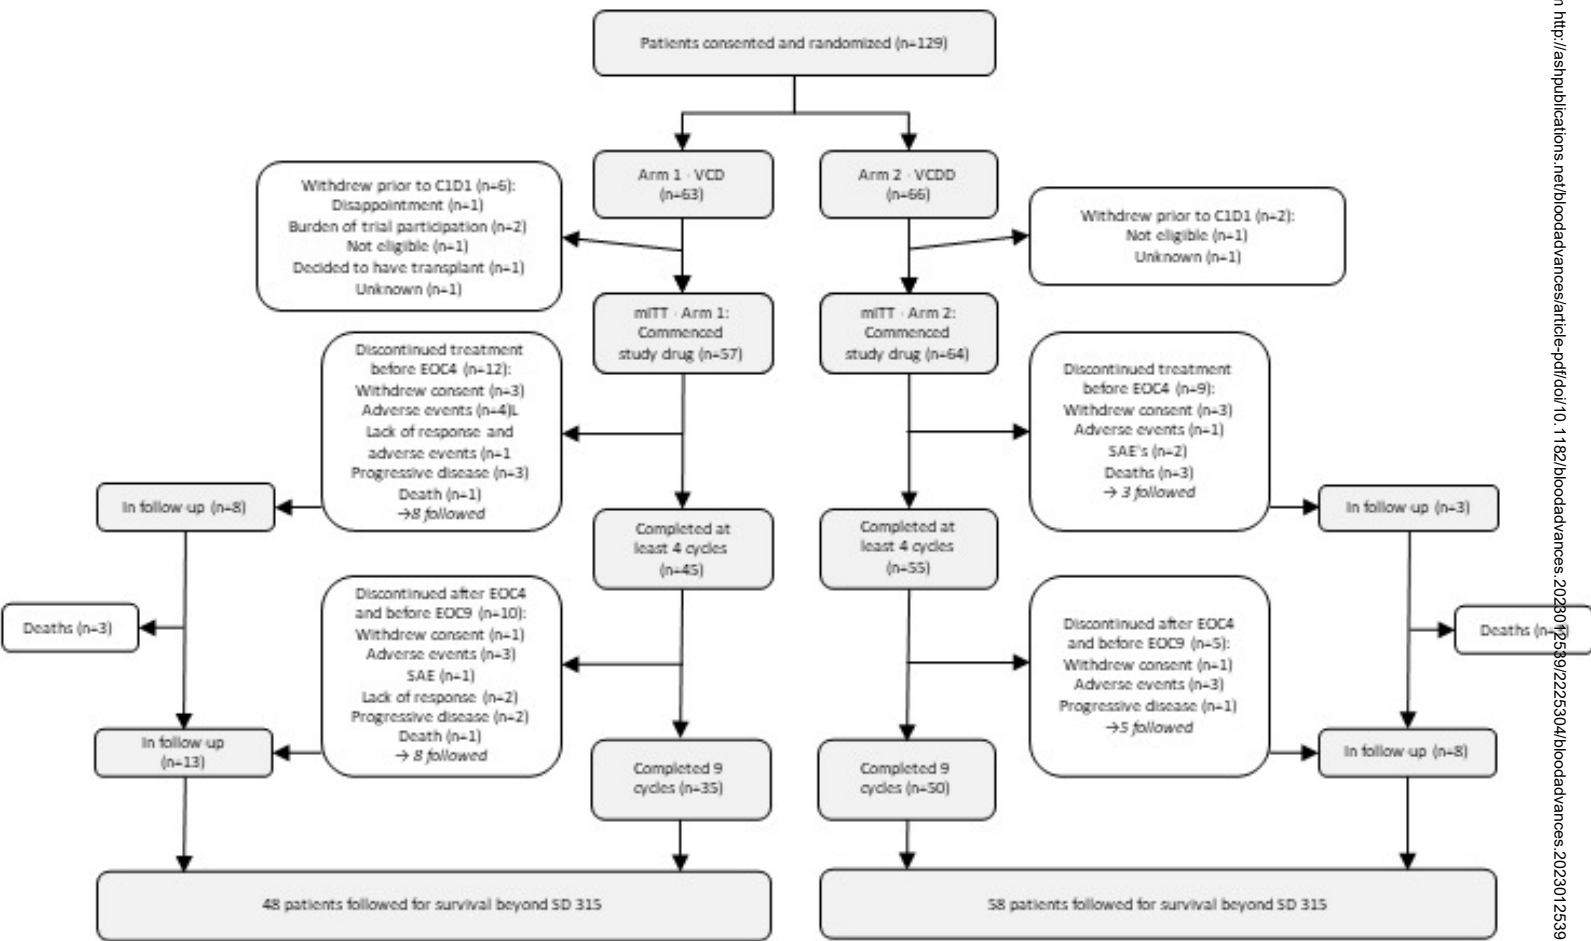 Patients consented and randomized (n=129)
Arm 1 - VCD
(n=63)
Arm 2 - VCDD
(n=66)
Withdrew prior to C1D1 (n=6):
Disappointment (n=1)
Burden of trial participation (n=2)
Not eligible (n=1)
Decided to have transplant (n=1)
Unknown (n=1)
Withdrew prior to C1D1 (n=2):
Not eligible (n=1)
Unknown (n=1)
mITT - Arm 1:
Commenced
study drug (n=57)
mITT - Arm 2:
Commenced
study drug (n=64)
Discontinued treatment
before EOC4 (n=12):
Withdrew consent (n=3)
Adverse events (n=4)L
Lack of response and
adverse events (n=1
Progressive disease (n=3)
Death (n=1)
→8 followed
Discontinued treatment
before EOC4 (n=9):
Withdrew consent (n=3)
Adverse events (n=1)
SAE's (n=2)
Deaths (n=3)
→ 3 followed
In follow up (n=8)
In follow up (n=3)
Completed at
least 4 cycles
(n=45)
Completed at
least 4 cycles
(n=55)
Deaths (n=3)
Discontinued after EOC4
and before EOC9 (n=10):
Withdrew consent (n=1)
Adverse events (n=3)
SAE (n=1)
Lack of response (n=2)
Progressive disease (n=2)
Death (n=1)
→ 8 followed
Discontinued after EOC4
and before EOC9 (n=5):
Withdrew consent (n=1)
Adverse events (n=3)
Progressive disease (n=1)
→5 followed
Deaths
In follow up
(n=13)
In follow up (n=8)
Completed 9
cycles (n=35)
Completed 9
cycles (n=50)
48 patients followed for survival beyond SD 315
58 patients followed for survival beyond SD 315
http://ashpublications.net/bloodadvances/article-pdf/doi/10.1182/bloodadvances.2023012539/2225304/bloodadvances.2023012539